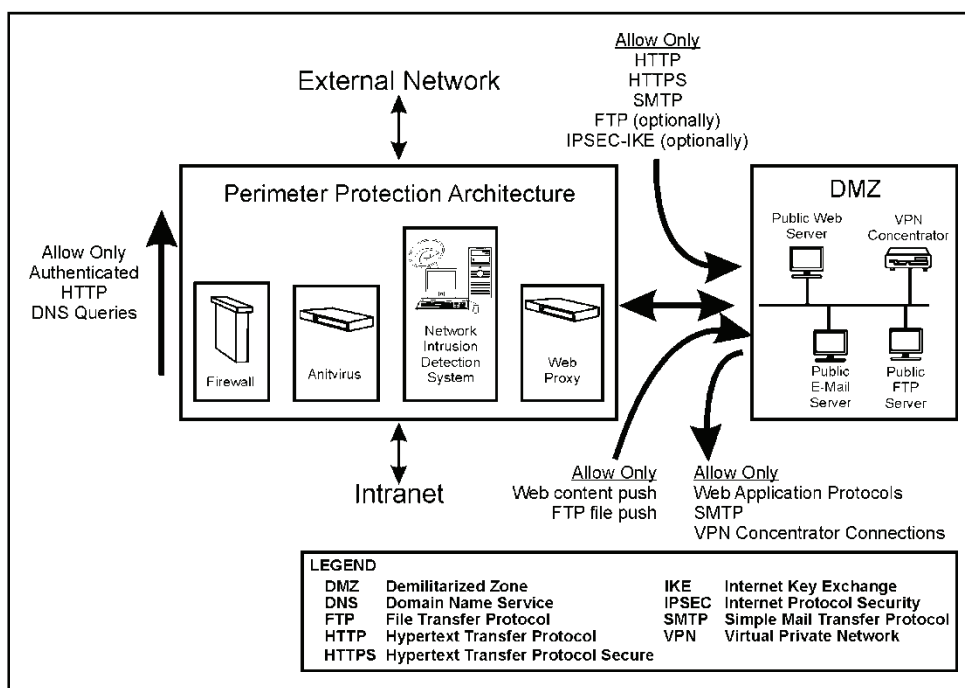 Allow Only
HTTP
HTTPS
SMTP
FTP (optionally)
IPSEC-IKE (optionally)
External Network
Perimeter Protection Architecture
Allow Only
Authenticated
HTTP
DNS Queries
Firewall
Anitvirus
Network
Intrusion
Detection
System
Web
Proxy
DMZ
Public Web
Server
VPN
Concentrator
Public
E-Mail
Server
Public
FTP
Server
Intranet
Allow Only
Web content push
FTP file push
Allow Only
Web Application Protocols
SMTP
VPN Concentrator Connections
LEGEND
DMZ Demilitarized Zone
DNS Domain Name Service
FTP File Transfer Protocol
HTTP Hypertext Transfer Protocol
HTTPS Hypertext Transfer Protocol Secure
IKE Internet Key Exchange
IPSEC Internet Protocol Security
SMTP Simple Mail Transfer Protocol
VPN Virtual Private Network